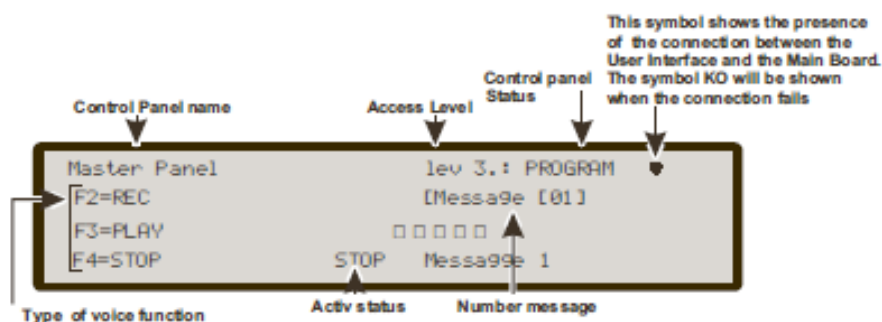 This symbol shows the presence
of the connection between the
User Interface and the Main Board.
The symbol KO will be shown
when the connection fails
Control panel
Status
Control Panel name
Access Level
Master Panel lev 3.: PROGRAM
F2=REC [Message [01]
F3=PLAY
F4=STOP STOP Messagge 1
Type of voice function
Activ status
Number message